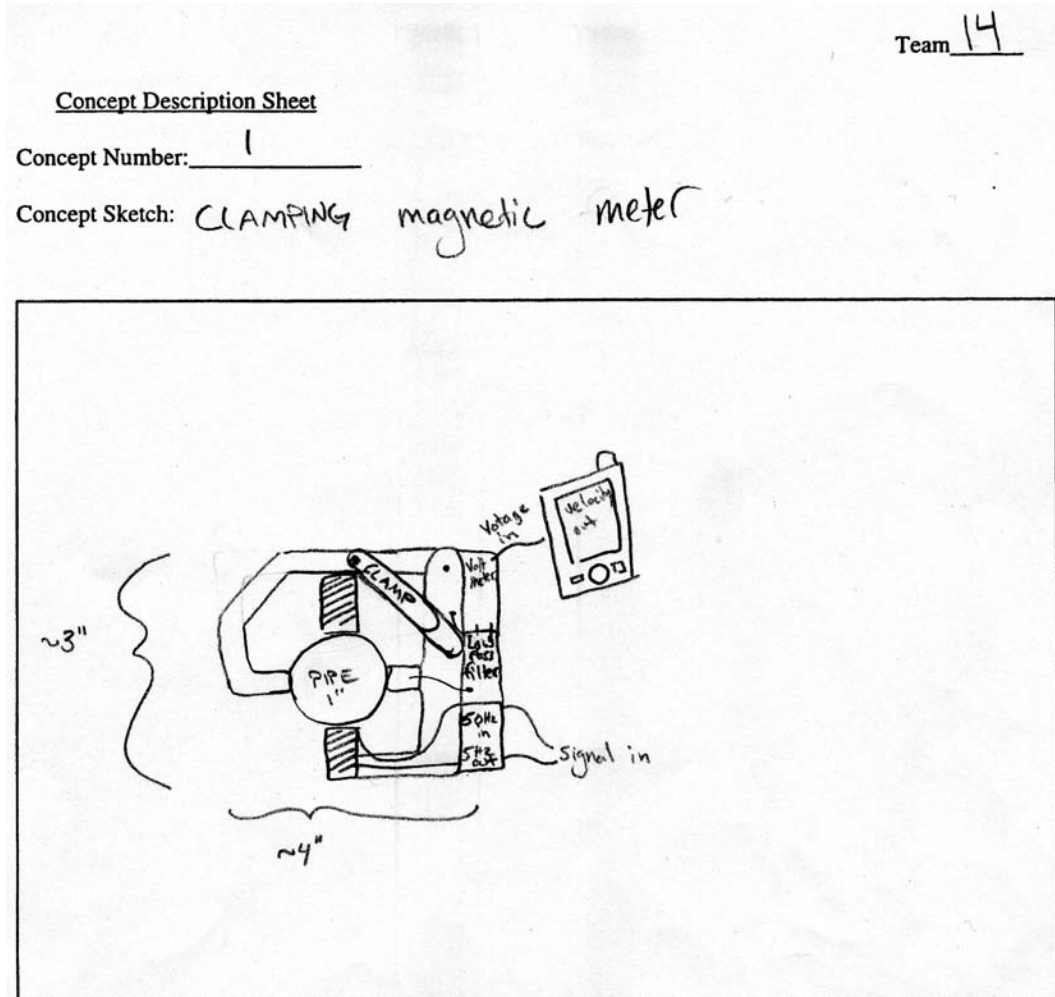 Team 14
Concept Description Sheet
Concept Number: 1
Concept Sketch: CLAMPING magnetic meter
Votage
in
velocity
out
CLAMP
Volt
meter
~3"
Low
Pass
filter
PIPE
1"
50Hz
in
5Hz
out
Signal in
~4"